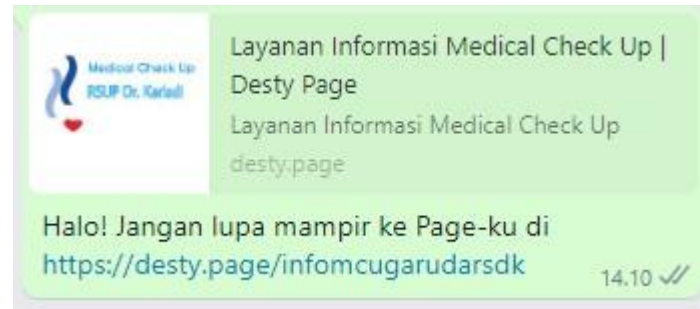 Medical Check Up
RSUP Dr. Kariadi
Layanan Informasi Medical Check Up |
Desty Page
Layanan Informasi Medical Check Up
desty.page
Halo! Jangan lupa mampir ke Page-ku di
https://desty.page/infomcugarudarsdk
14.10